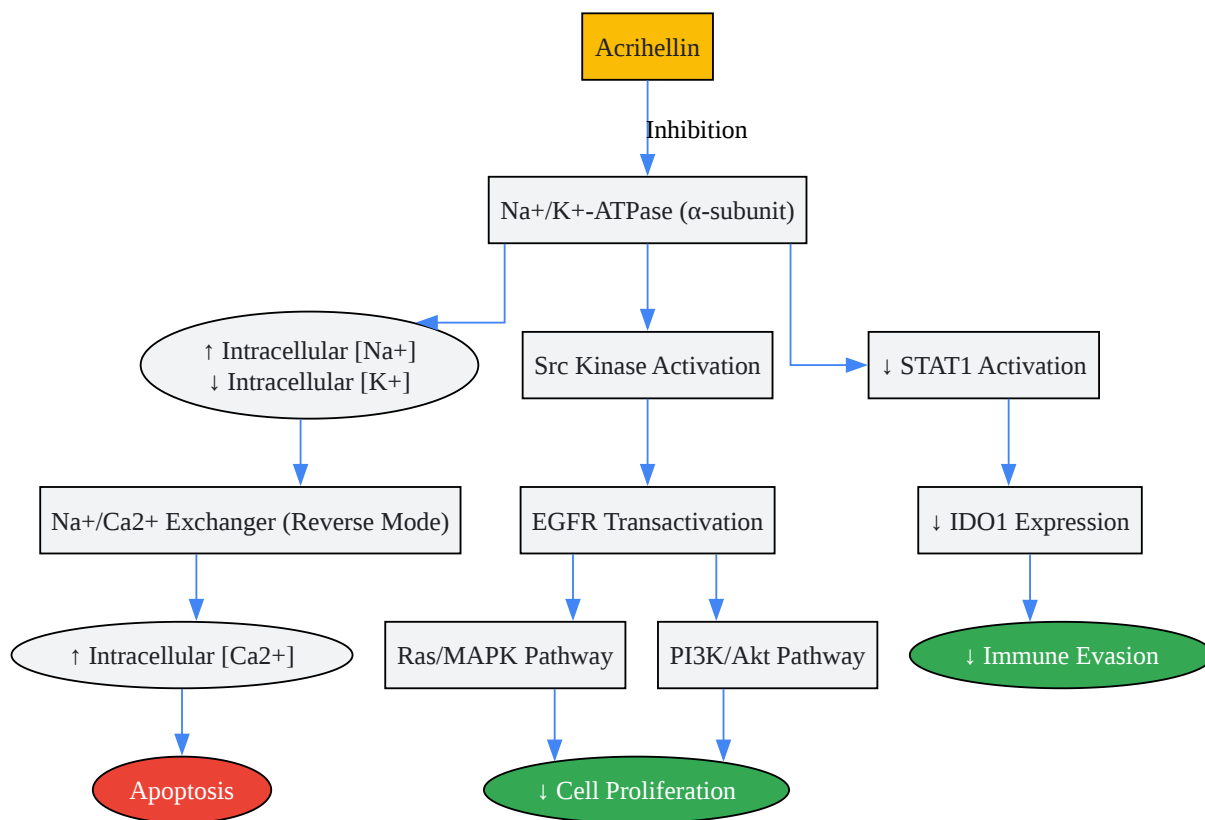 Acrihellin
Inhibition
Na+/K+-ATPase (α-subunit)
↑ Intracellular [Na+]
↓ Intracellular [K+]
Src Kinase Activation
↓ STAT1 Activation
Na+/Ca2+ Exchanger (Reverse Mode)
EGFR Transactivation
↓ IDO1 Expression
↑ Intracellular [Ca2+]
Ras/MAPK Pathway
PI3K/Akt Pathway
↓ Immune Evasion
Apoptosis
↓ Cell Proliferation